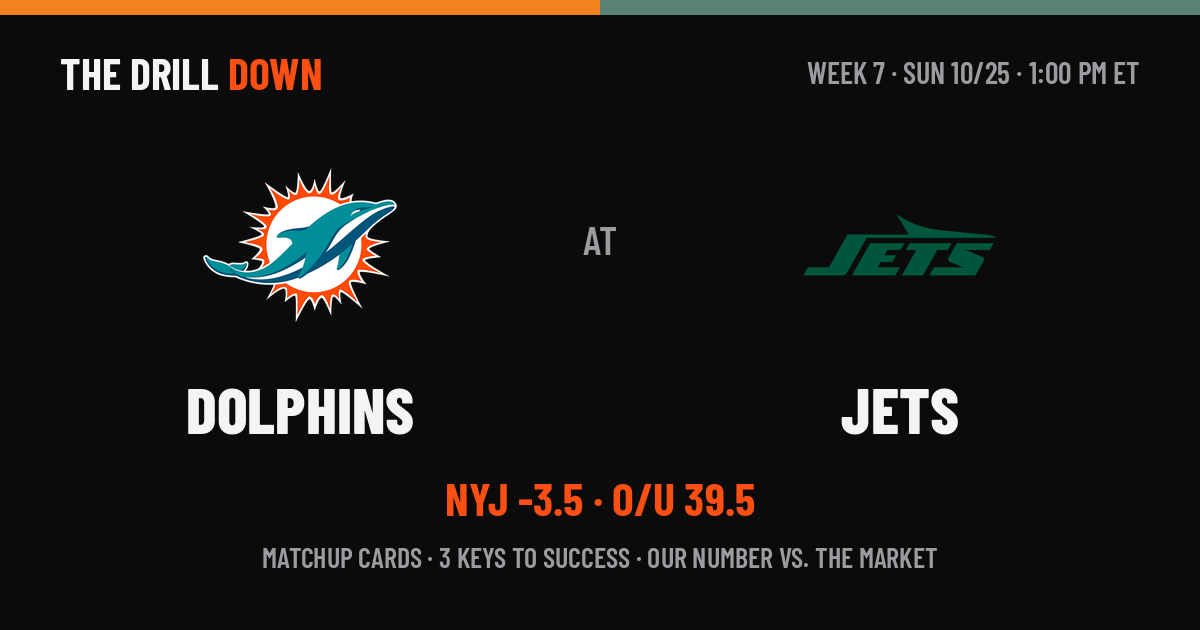 THE DRILL DOWN
WEEK 7 · SUN 10/25 · 1:00 PM ET
AT
JETS
DOLPHINS
JETS
NYJ -3.5 · O/U 39.5
MATCHUP CARDS · 3 KEYS TO SUCCESS · OUR NUMBER VS. THE MARKET